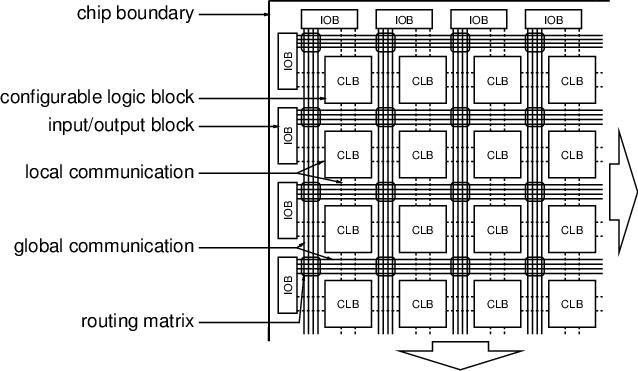 chip boundary
IOB IOB IOB IOB
IOB
CLB CLB CLB CLB
configurable logic block
input/output block
IOB
CLB CLB CLB CLB
local communication
IOB
CLB CLB CLB CLB
global communication
IOB
CLB CLB CLB CLB
routing matrix